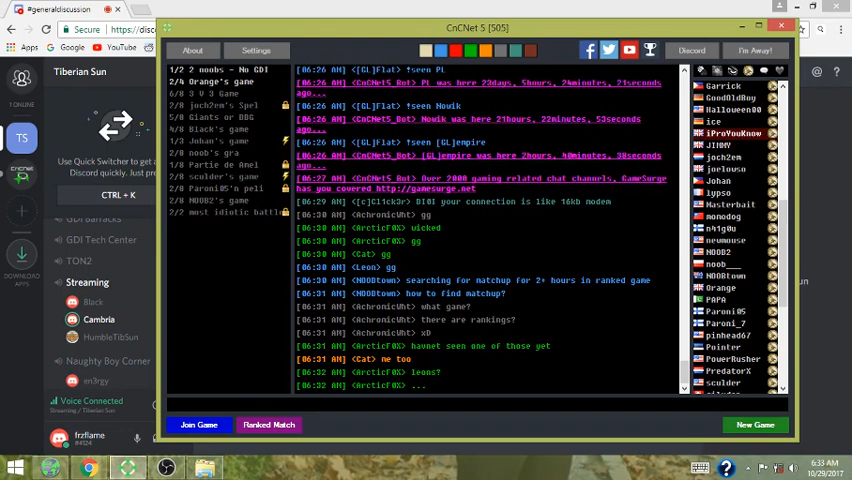 #generaldiscussion
https://disc
Secure
Apps
Google
YouTube
Tiberian Sun
1 ONLINE
TS
Use Quick Switcher to get a
Discord quickly. Just p
CTRL + K
GDI Barracks
GDI Tech Center
TON2
Streaming
Black
Cambria
HumbleTibSun
Naughty Boy Corner
en3rgy
Voice Connected
Streaming / Tiberian Sun
frzflame
#4124
DOWNLOAD
APPS
CnCNet 5 [505]
About
Settings
Discord
I'm Away!
1/2 2 noobs - No GDI
2/4 Orange's game
6/8 3 V 3 Game
2/8 joch2em's Spel
5/8 Giants or DBG
4/8 Black's game
1/3 Johan's game
2/8 noob's gra
1/8 Partie de Amel
2/8 sculder's game
2/8 Paroni05'n peli
2/8 NOOB2's game
2/2 most idiotic battl
[06:26 AM] <[GL]Flat> !seen PL
[06:26 AM] <CnCNet5_Bot> PL was here 23days, 5hours, 24minutes, 21seconds
ago...
[06:26 AM] <[GL]Flat> !seen Nowik
[06:26 AM] <CnCNet5_Bot> Nowik was here 21hours, 22minutes, 53seconds
ago...
[06:26 AM] <[GL]Flat> !seen [GL]empire
[06:26 AM] <CnCNet5_Bot> [GL]empire was here 2hours, 40minutes, 38seconds
ago...
[06:27 AM] <CnCNet5_Bot> Over 2000 gaming related chat channels, GameSurge
has you covered http://gamesurge.net
[06:29 AM] <[c]Cl1ck3r> DIOI your connection is like 16kb modem
[06:30 AM] <AchronicWht> gg
[06:30 AM] <ArcticF0X> wicked
[06:30 AM] <ArcticF0X> gg
[06:30 AM] <Cat> gg
[06:30 AM] <Leon> gg
[06:30 AM] <N00Btown> searching for matchup for 2+ hours in ranked game
[06:31 AM] <N00Btown> how to find matchup?
[06:31 AM] <AchronicWht> what game?
[06:31 AM] <AchronicWht> there are rankings?
[06:31 AM] <AchronicWht> xD
[06:31 AM] <ArcticF0X> havnet seen one of those yet
[06:31 AM] <Cat> me too
[06:32 AM] <ArcticF0X> leons?
[06:32 AM] <ArcticF0X> ...
Garrick
GoodOldBoy
Halloween00
ice
iProYouKnow
JIMMY
joch2em
joelouso
Johan
lypso
Masterbait
monodog
n41g0u
neumouse
NOOB2
noob___
N00Btown
Orange
PAPA
Paroni05
Paroni_7
pinhead67
Pointer
PowerRusher
PredatorX
sculder
Join Game
Ranked Match
New Game
6:33 AM
10/29/2017